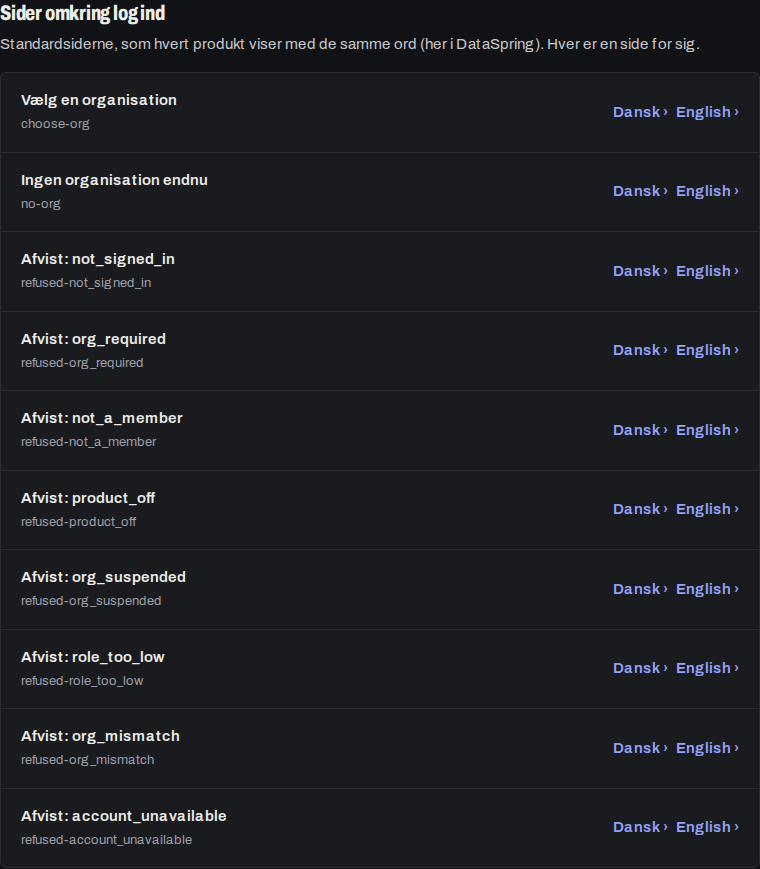 Sider omkring log ind
Standardsiderne, som hvert produkt viser med de samme ord (her i DataSpring). Hver er en side for sig.
Vælg en organisation
choose-org
Dansk › English ›
Ingen organisation endnu
no-org
Dansk › English ›
Afvist: not_signed_in
refused-not_signed_in
Dansk › English ›
Afvist: org_required
refused-org_required
Dansk › English ›
Afvist: not_a_member
refused-not_a_member
Dansk › English ›
Afvist: product_off
refused-product_off
Dansk › English ›
Afvist: org_suspended
refused-org_suspended
Dansk › English ›
Afvist: role_too_low
refused-role_too_low
Dansk › English ›
Afvist: org_mismatch
refused-org_mismatch
Dansk › English ›
Afvist: account_unavailable
refused-account_unavailable
Dansk › English ›